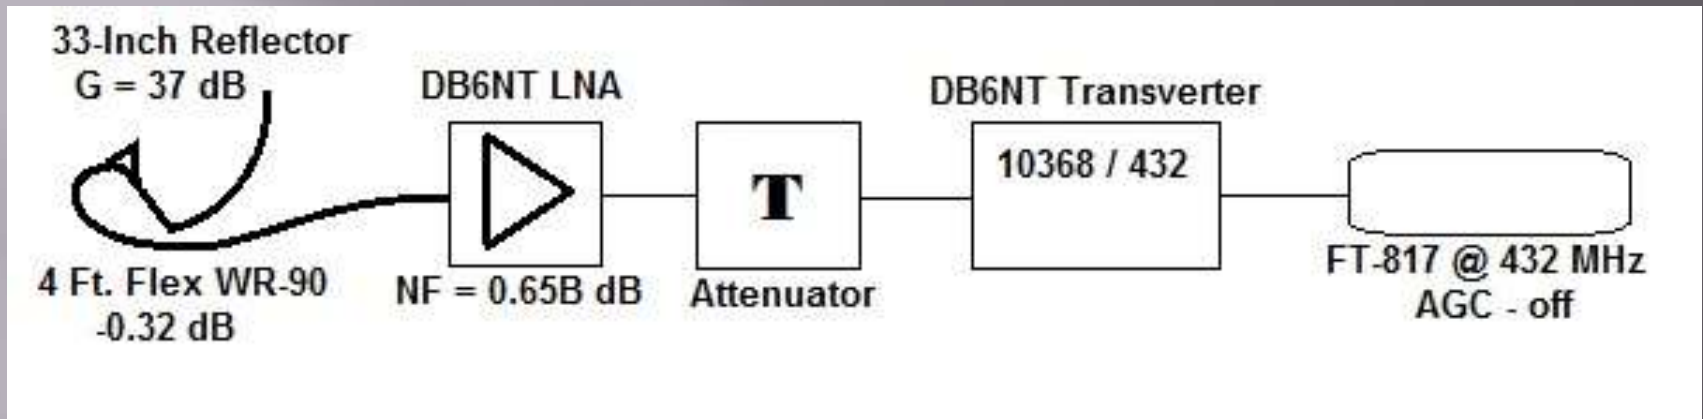 33-Inch Reflector
G = 37 dB
DB6NT LNA
DB6NT Transverter
10368 / 432
T
4 Ft. Flex WR-90
-0.32 dB
NF = 0.65B dB
Attenuator
FT-817 @ 432 MHz
AGC - off